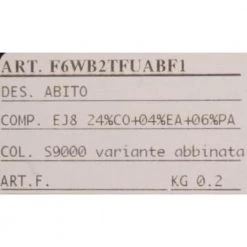 ART. F6WB2TFUABF1
DES. ABITO
COMP. EJ8 24%CO+04%EA+06%PA
COL. S9000 variante abbinata
ART.F. KG 0.2